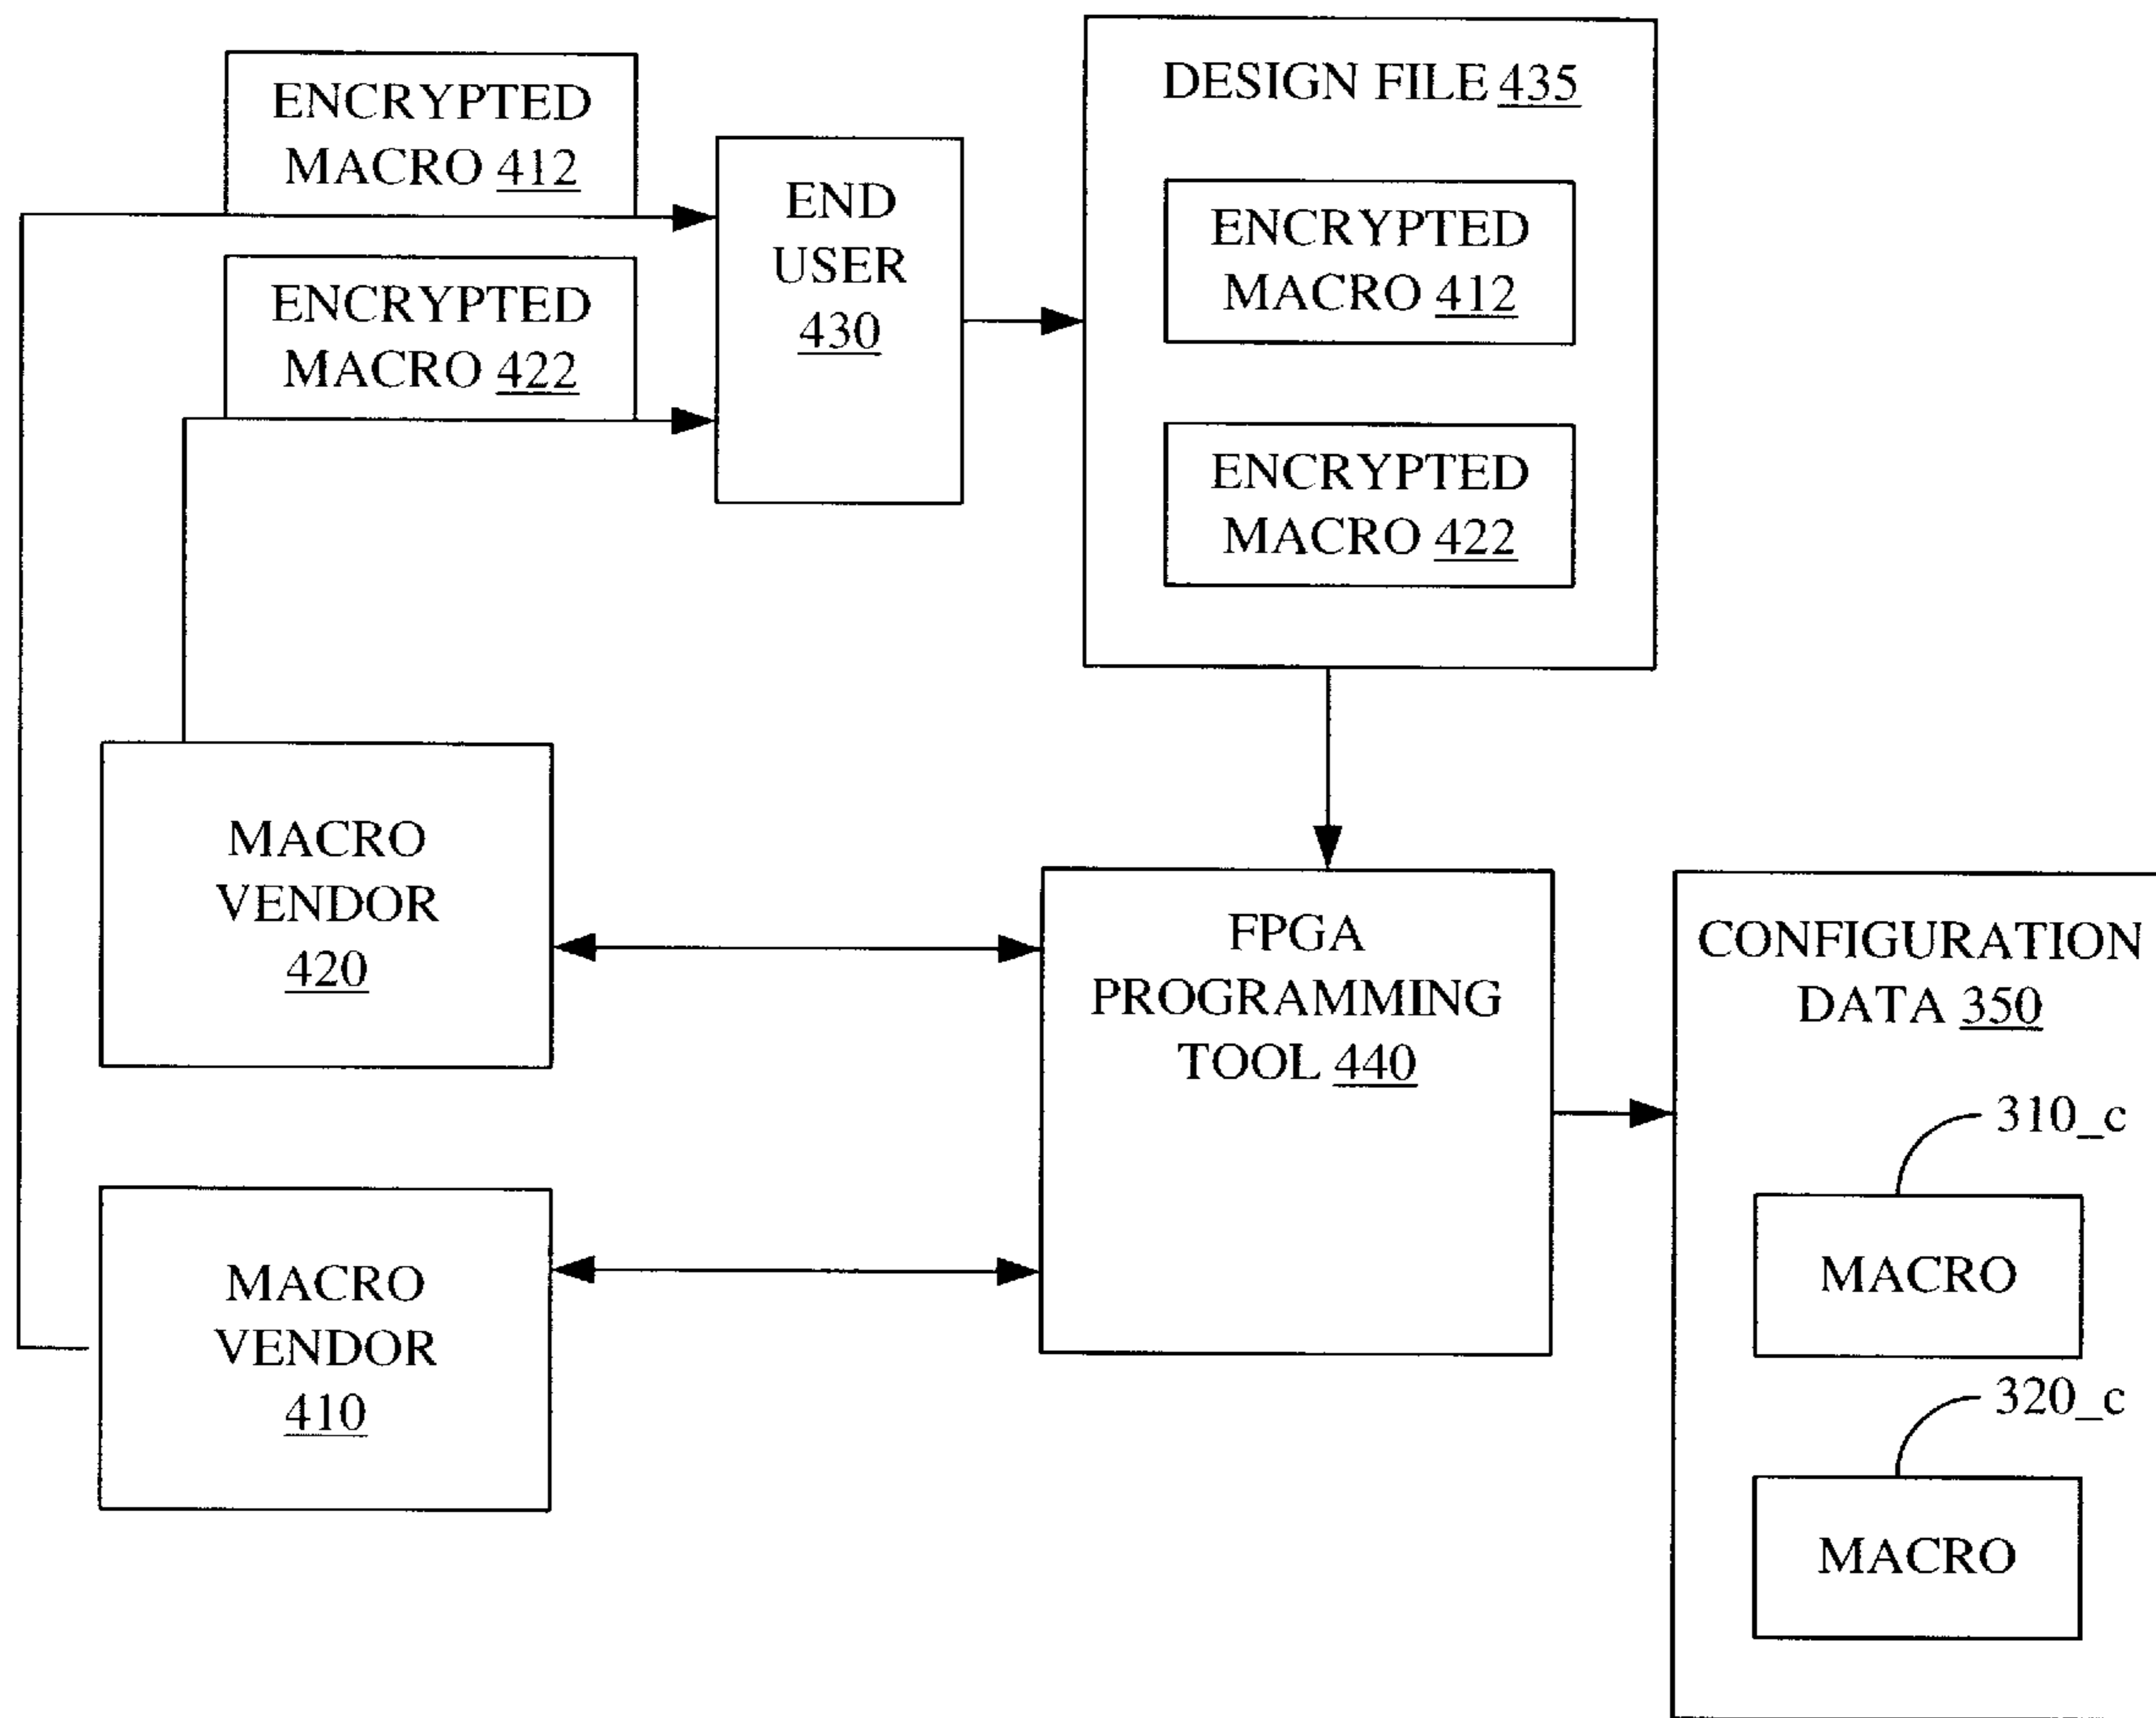 ENCRYPTED
MACRO 412
ENCRYPTED
MACRO 422
END
USER
430
DESIGN FILE 435
ENCRYPTED
MACRO 412
ENCRYPTED
MACRO 422
MACRO
VENDOR
420
MACRO
VENDOR
410
FPGA
PROGRAMMING
TOOL 440
CONFIGURATION
DATA 350
310_c
MACRO
320_c
MACRO